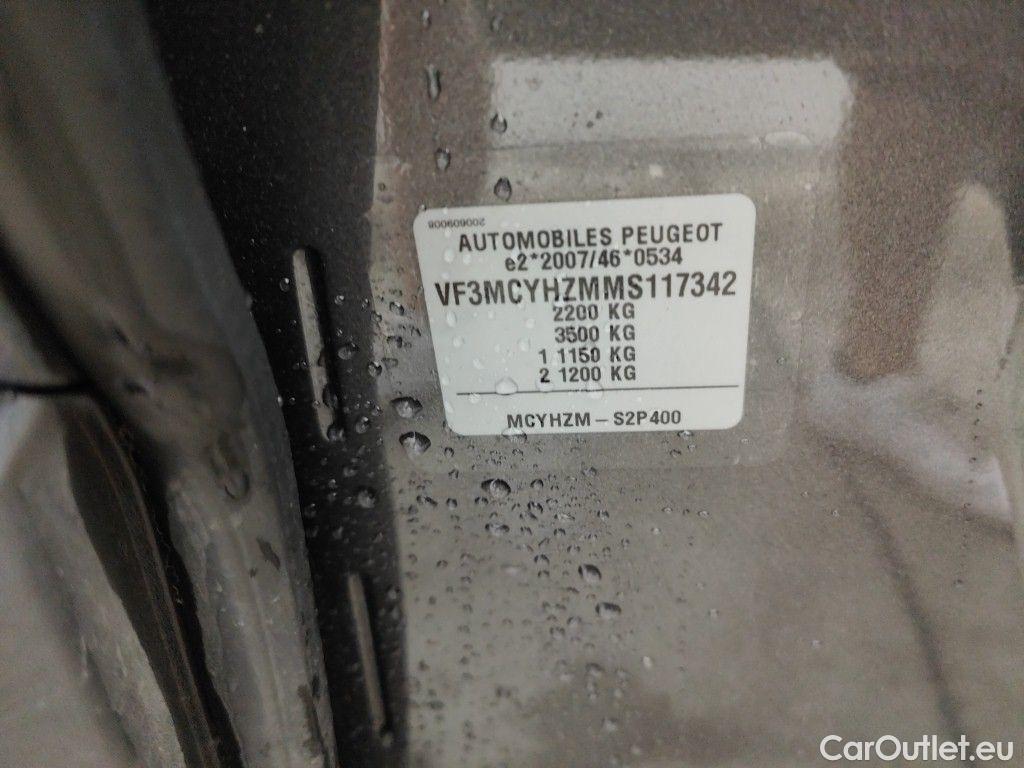 200609006
AUTOMOBILES PEUGEOT
e2*2007/46*0534
VF3MCYHZMMS117342
2200 KG
3500 KG
1 1150 KG
2 1200 KG
MCYHZM – S2P400
CarOutlet.eu